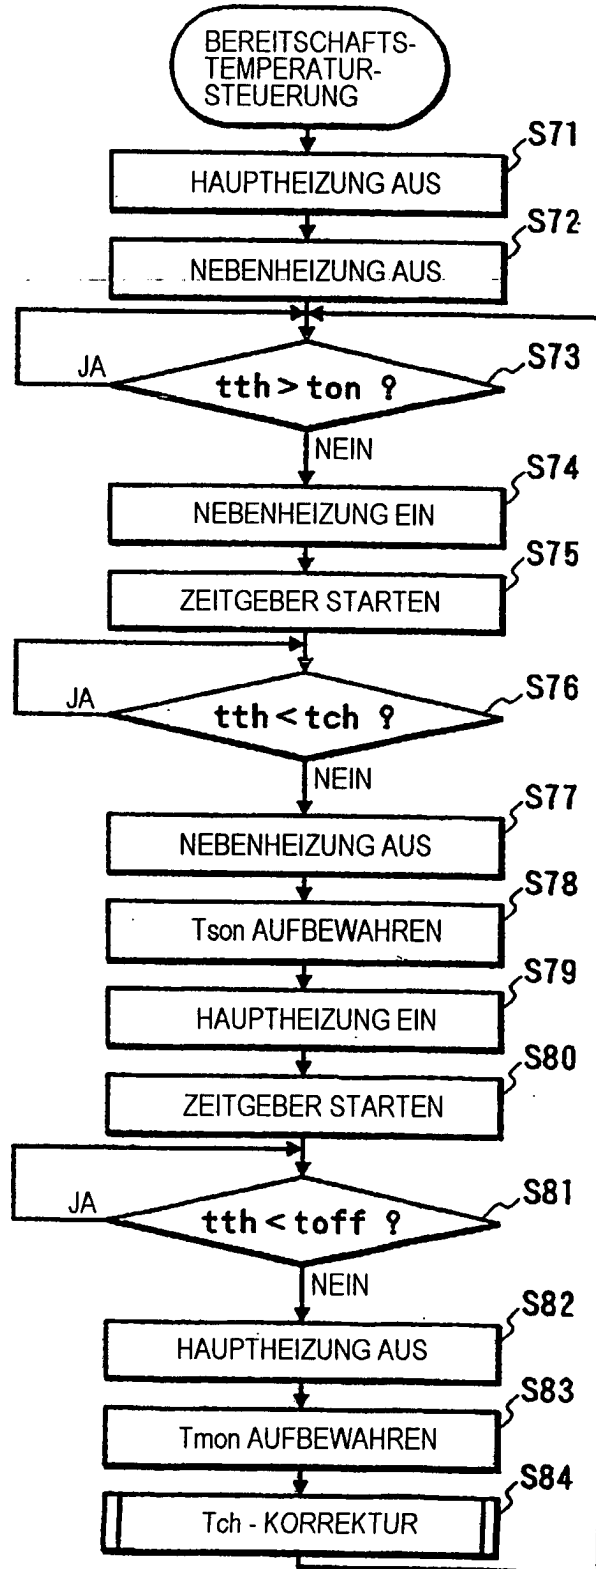 BEREITSCHAFTS-
TEMPERATUR-
STEUERUNG
S71
HAUPTHEIZUNG AUS
S72
NEBENHEIZUNG AUS
S73
JA
tth > ton ?
NEIN
S74
NEBENHEIZUNG EIN
S75
ZEITGEBER STARTEN
S76
JA
tth < tch ?
NEIN
S77
NEBENHEIZUNG AUS
S78
Tson AUFBEWAHREN
S79
HAUPTHEIZUNG EIN
S80
ZEITGEBER STARTEN
S81
JA
tth < toff ?
NEIN
S82
HAUPTHEIZUNG AUS
S83
Tmon AUFBEWAHREN
S84
Tch - KORREKTUR